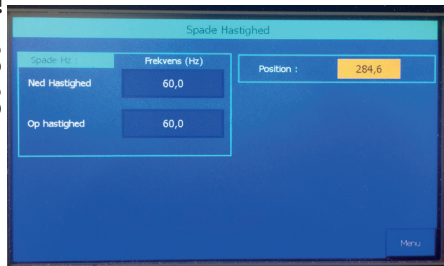 Spade Hastighed
Spade Hz :
Frekvens (Hz)
Ned Hastighed
60,0
Op hastighed
60,0
Position :
284,6
Menu